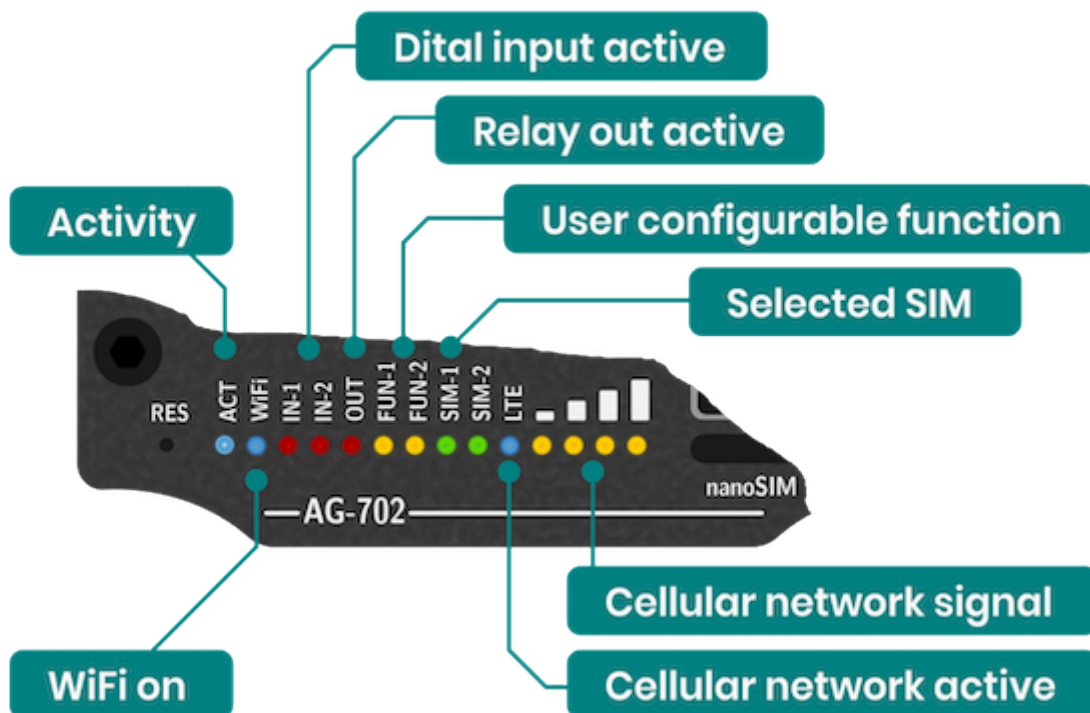 Dital input active
Relay out active
Activity
User configurable function
Selected SIM
RES
ACT
WiFi
IN-1
IN-2
OUT
FUN-1
FUN-2
SIM-1
SIM-2
LTE
nanoSIM
AG-702
Cellular network signal
WiFi on
Cellular network active